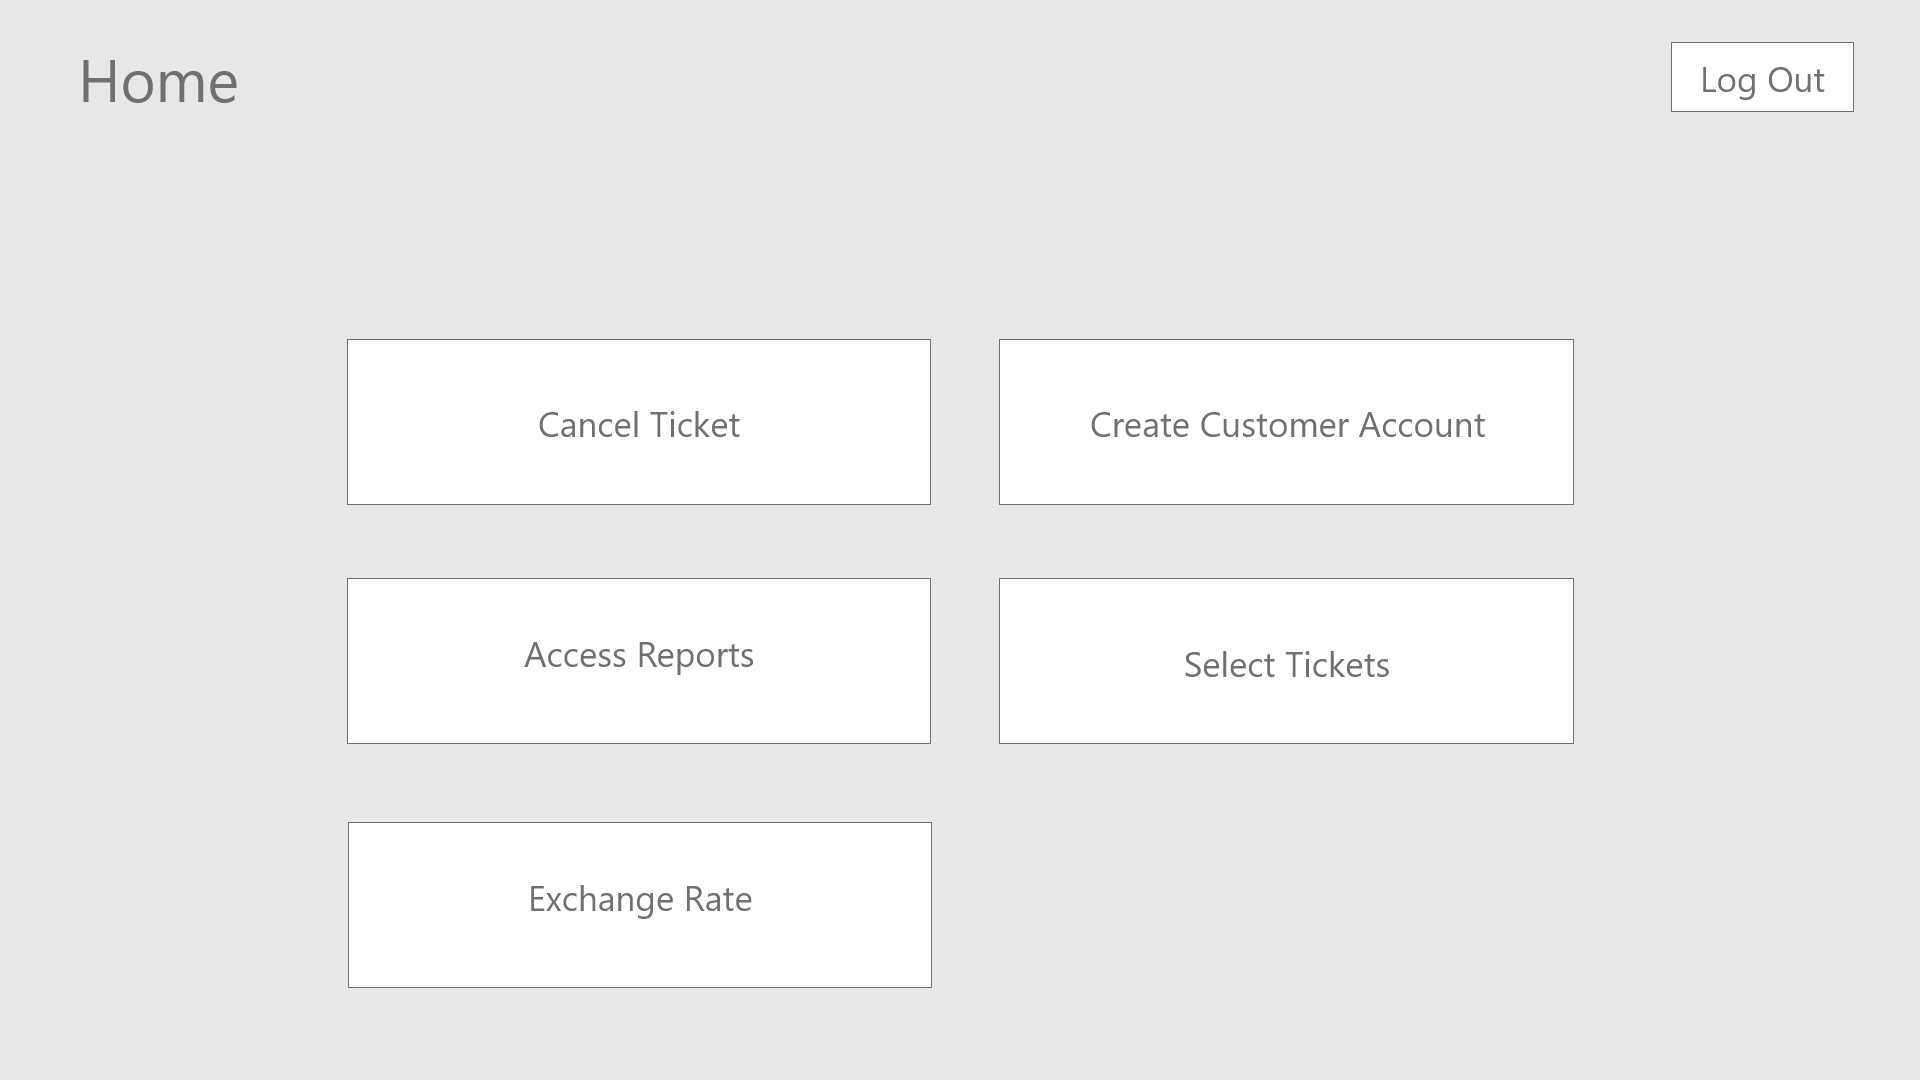 Home
Log Out
Cancel Ticket
Create Customer Account
Access Reports
Select Tickets
Exchange Rate